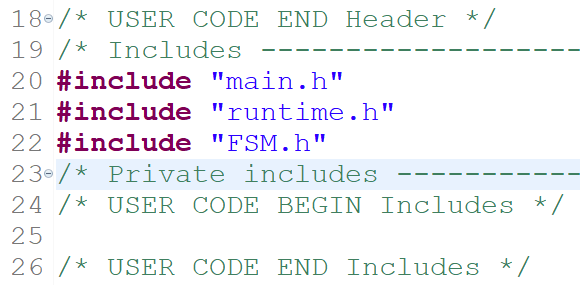 18 /* USER CODE END Header */
19 /* Includes -------------------
20 #include "main.h"
21 #include "runtime.h"
22 #include "FSM.h"
23 /* Private includes -----------
24 /* USER CODE BEGIN Includes */
25
26 /* USER CODE END Includes */